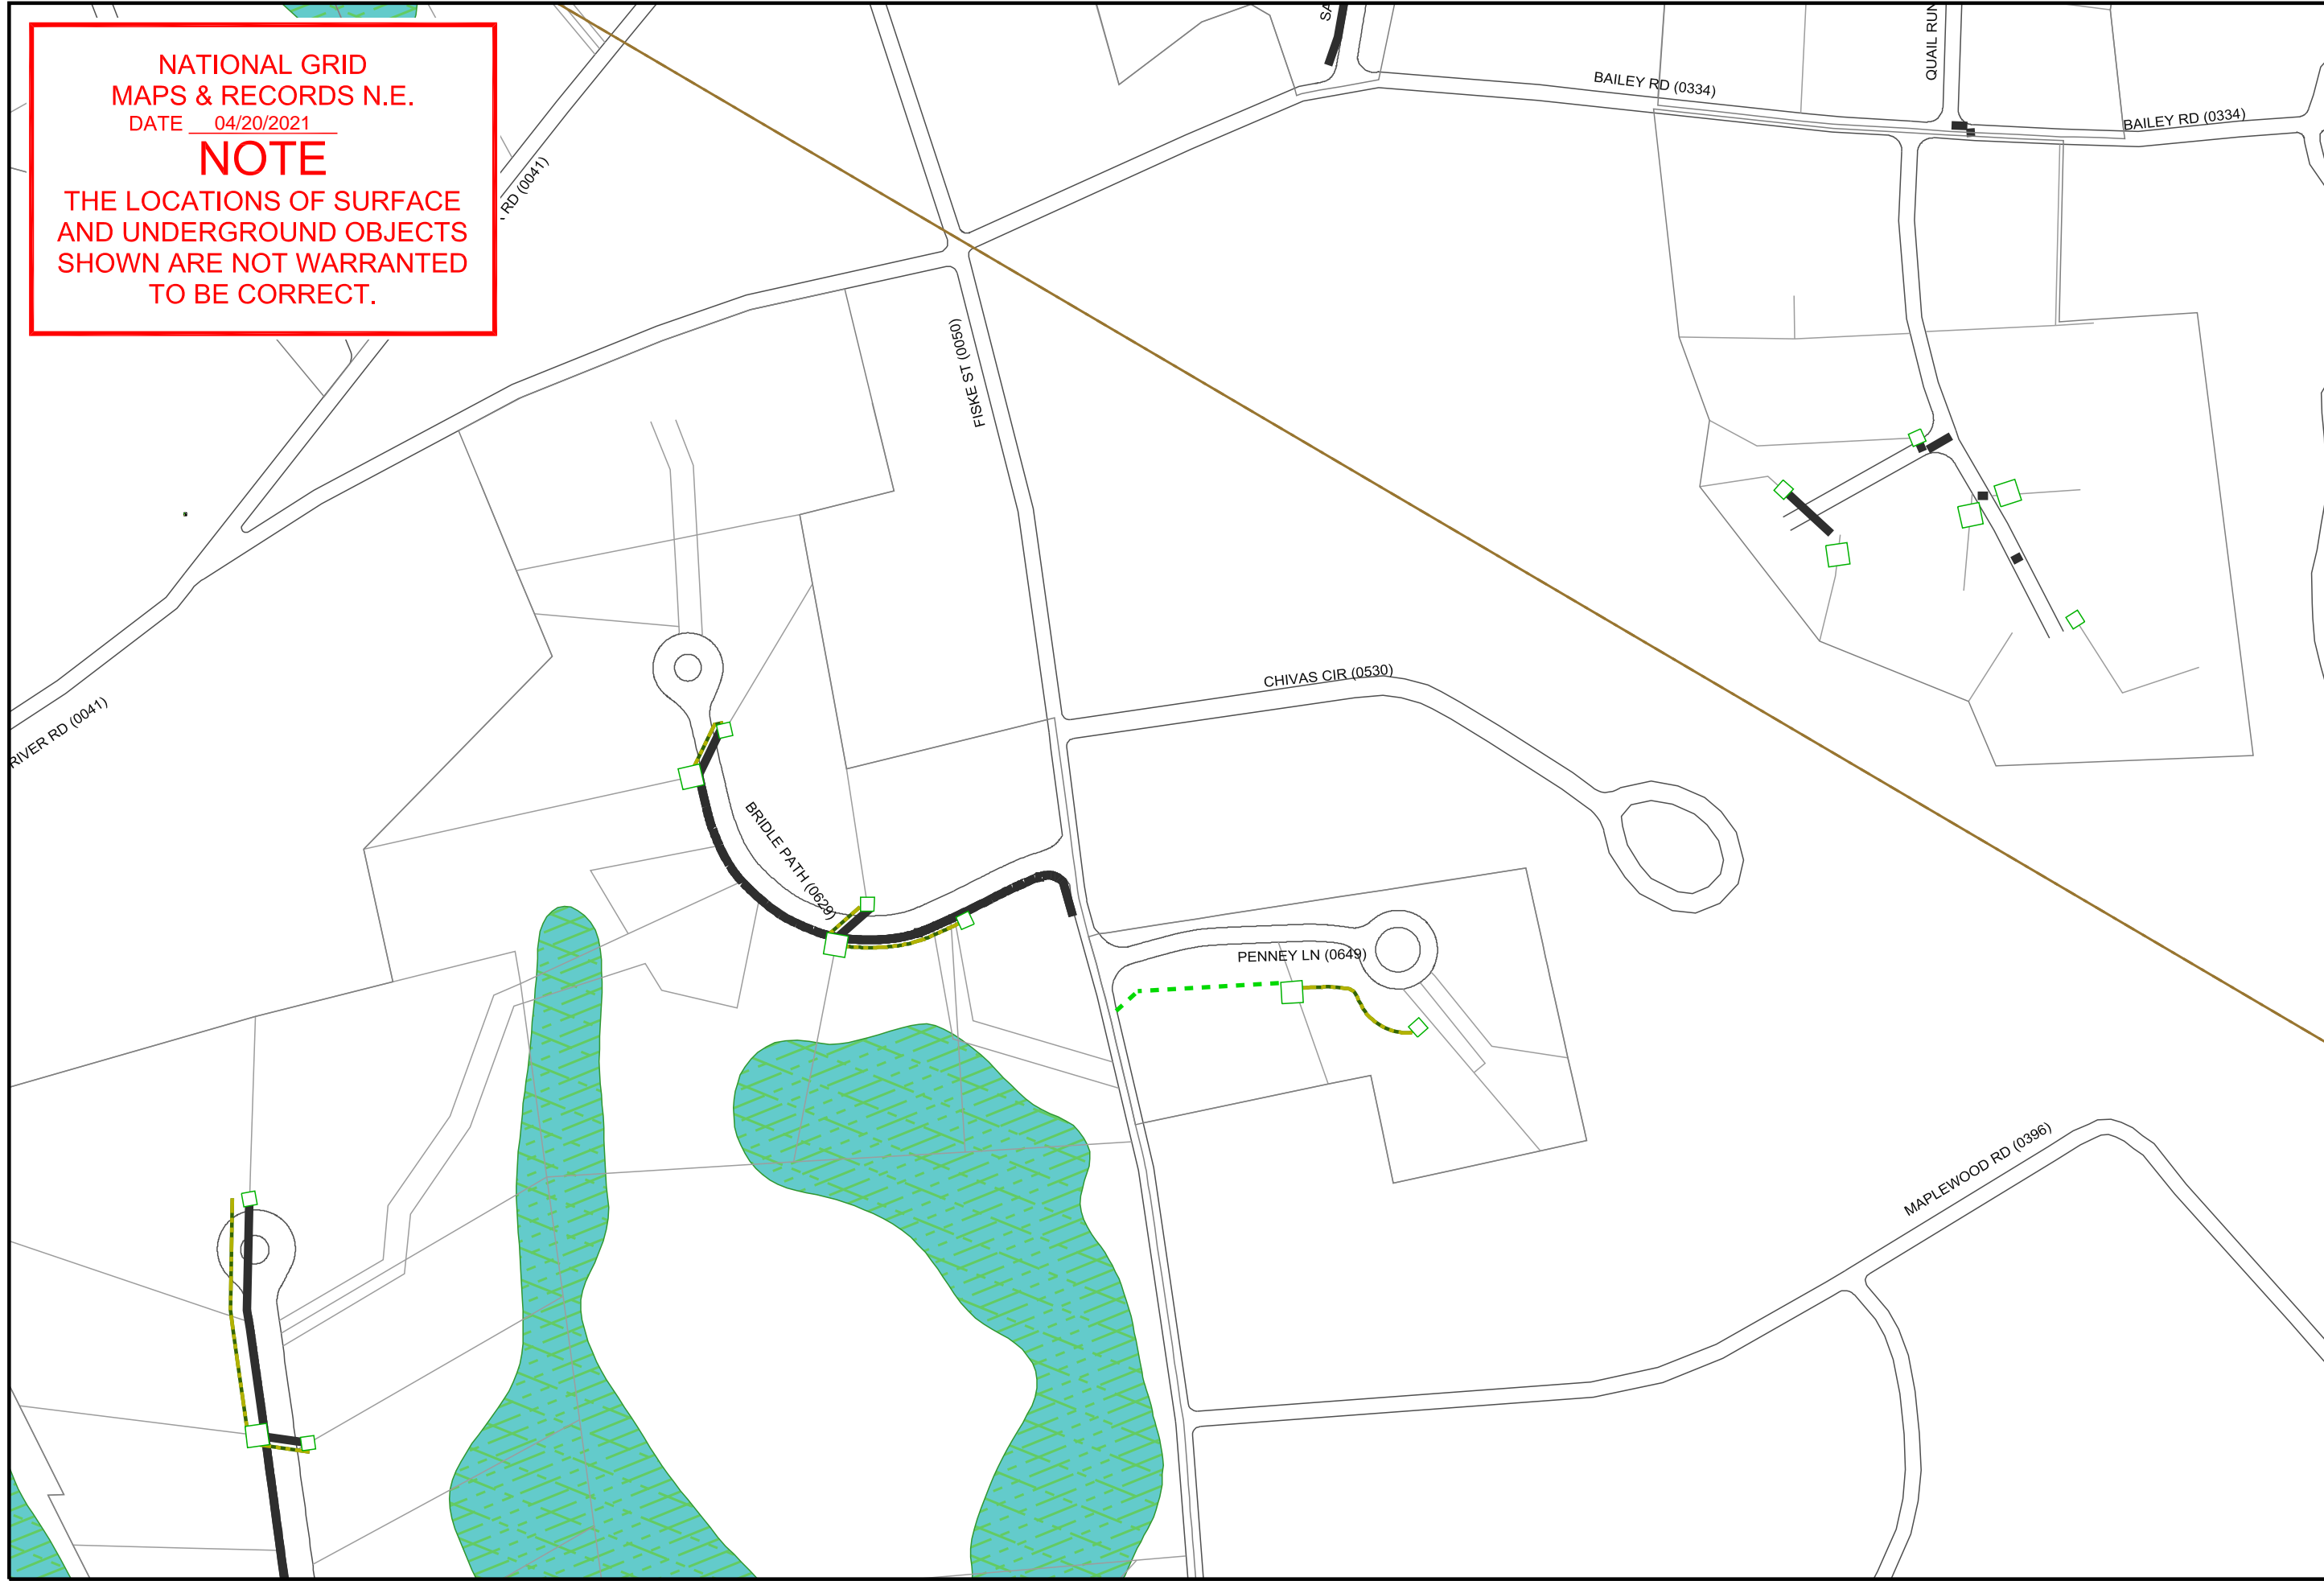 NATIONAL GRID
MAPS & RECORDS N.E.
DATE 04/20/2021
NOTE
THE LOCATIONS OF SURFACE
AND UNDERGROUND OBJECTS
SHOWN ARE NOT WARRANTED
TO BE CORRECT.
RD (0041)
QUAIL RUN
BAILEY RD (0334)
BAILEY RD (0334)
FISKE ST (0050)
CHIVAS CIR (0530)
RIVER RD (0041)
BRIDLE PATH (0629)
PENNEY LN (0649)
MAPLEWOOD RD (0396)